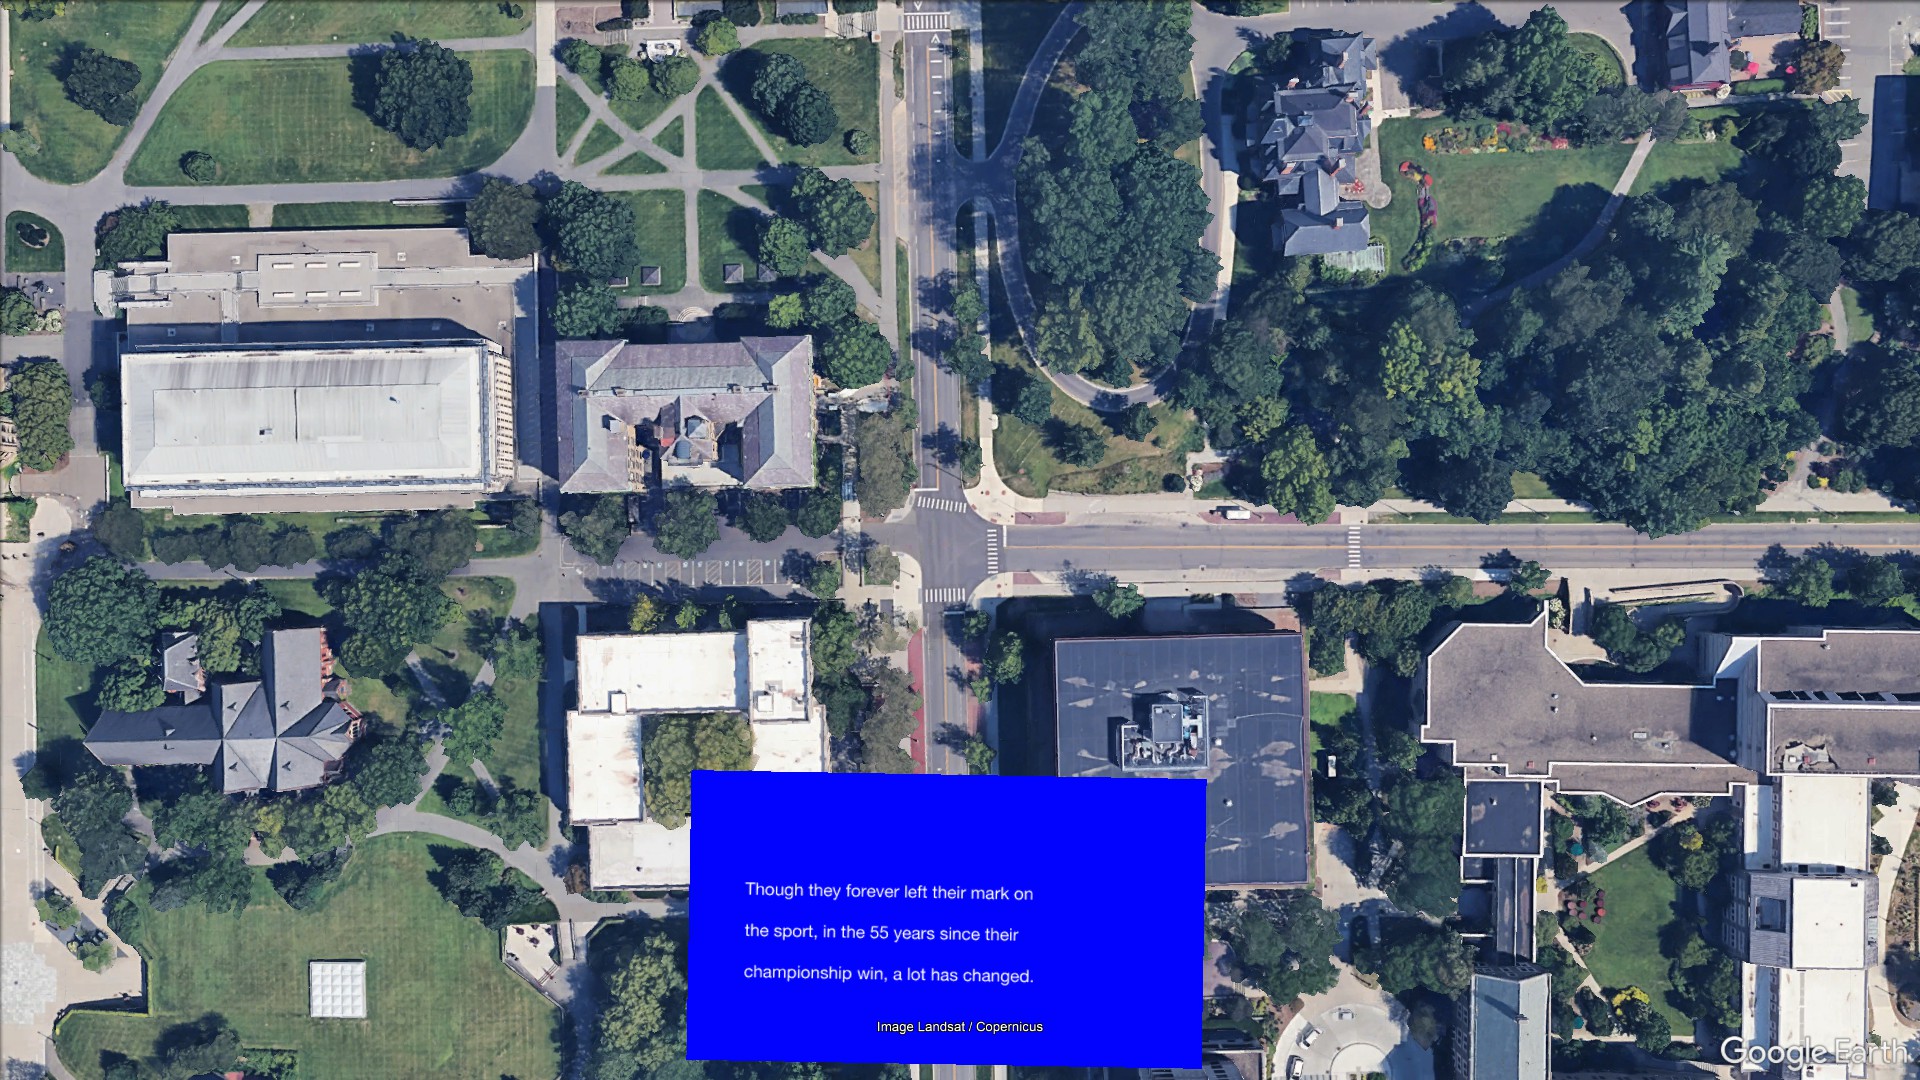 Though they forever left their mark on
the sport, in the 55 years since their
championship win, a lot has changed.
Image Landsat / Copernicus
Google Earth